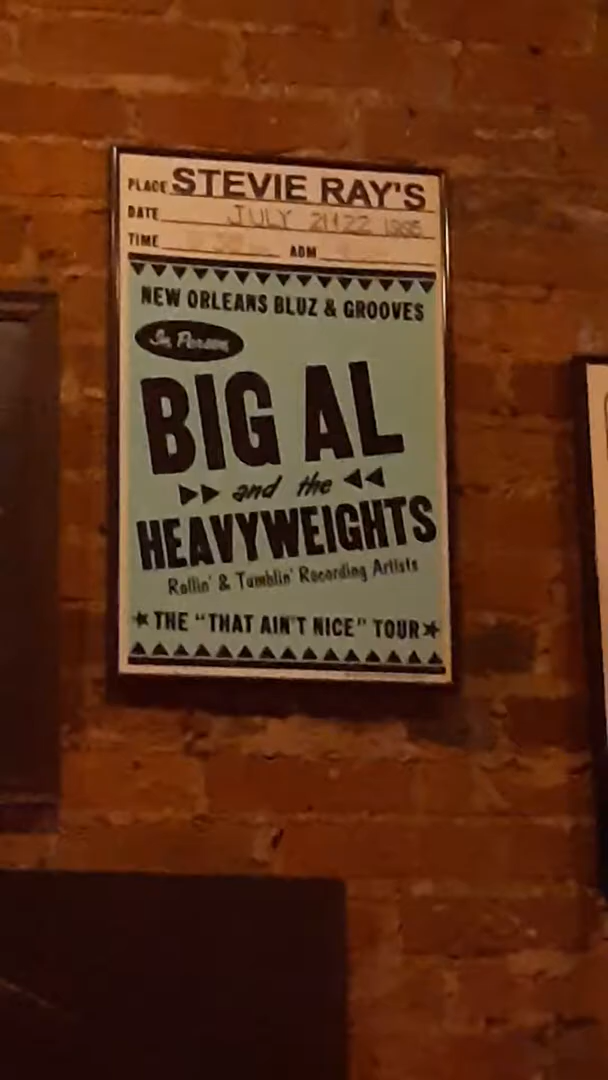 PLACE STEVIE RAY'S
DATE JULY 21+22 1995
TIME ADM
NEW ORLEANS BLUZ & GROOVES
In Person
BIG AL
and the
HEAVYWEIGHTS
Rollin' & Tumblin' Recording Artists
★ THE "THAT AIN'T NICE" TOUR ★